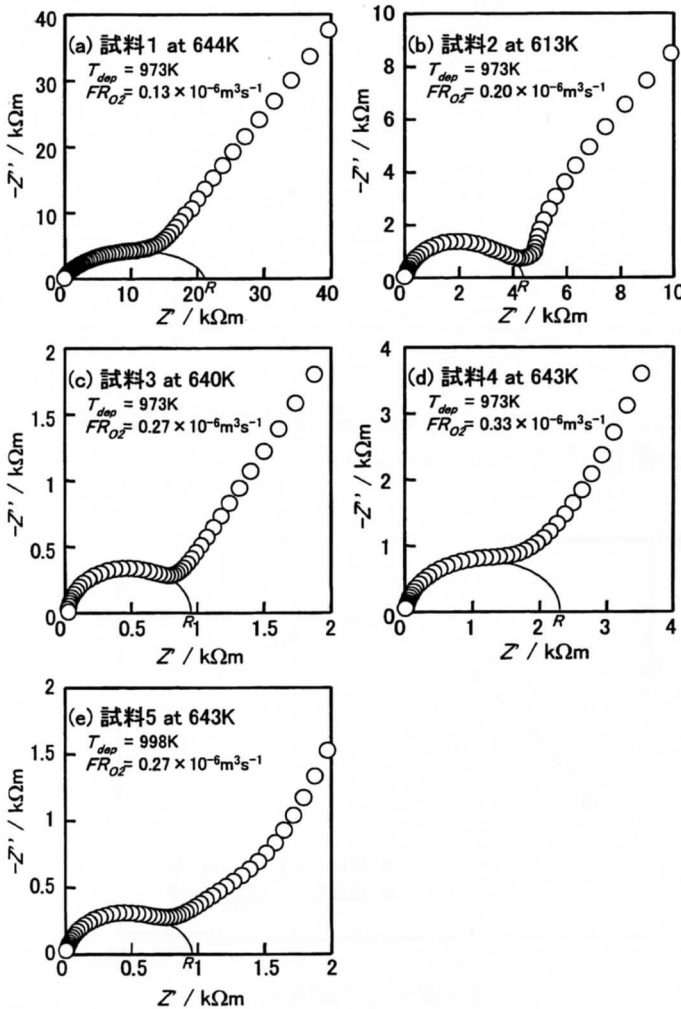 (a) 試料1 at 644K
T_dep = 973K
FR_O2 = 0.13 × 10⁻⁶m³s⁻¹
40
30
20
10
0
-Z'' / kΩm
0 10 20 30 40
R
Z' / kΩm
(b) 試料2 at 613K
T_dep = 973K
FR_O2 = 0.20 × 10⁻⁶m³s⁻¹
10
8
6
4
2
0
-Z'' / kΩm
0 2 4 6 8 10
R
Z' / kΩm
(c) 試料3 at 640K
T_dep = 973K
FR_O2 = 0.27 × 10⁻⁶m³s⁻¹
2
1.5
1
0.5
0
-Z'' / kΩm
0 0.5 1 1.5 2
R
Z' / kΩm
(d) 試料4 at 643K
T_dep = 973K
FR_O2 = 0.33 × 10⁻⁶m³s⁻¹
4
3
2
1
0
-Z'' / kΩm
0 1 2 3 4
R
Z' / kΩm
(e) 試料5 at 643K
T_dep = 998K
FR_O2 = 0.27 × 10⁻⁶m³s⁻¹
2
1.5
1
0.5
0
-Z'' / kΩm
0 0.5 1 1.5 2
R
Z' / kΩm